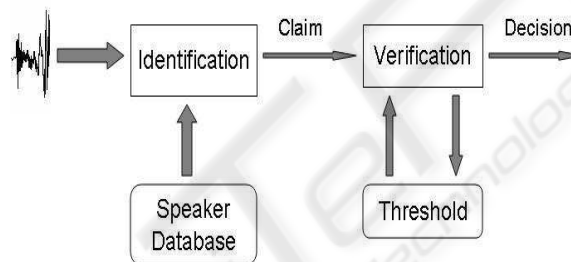 Claim
Decision
Identification
Verification
Speaker
Database
Threshold